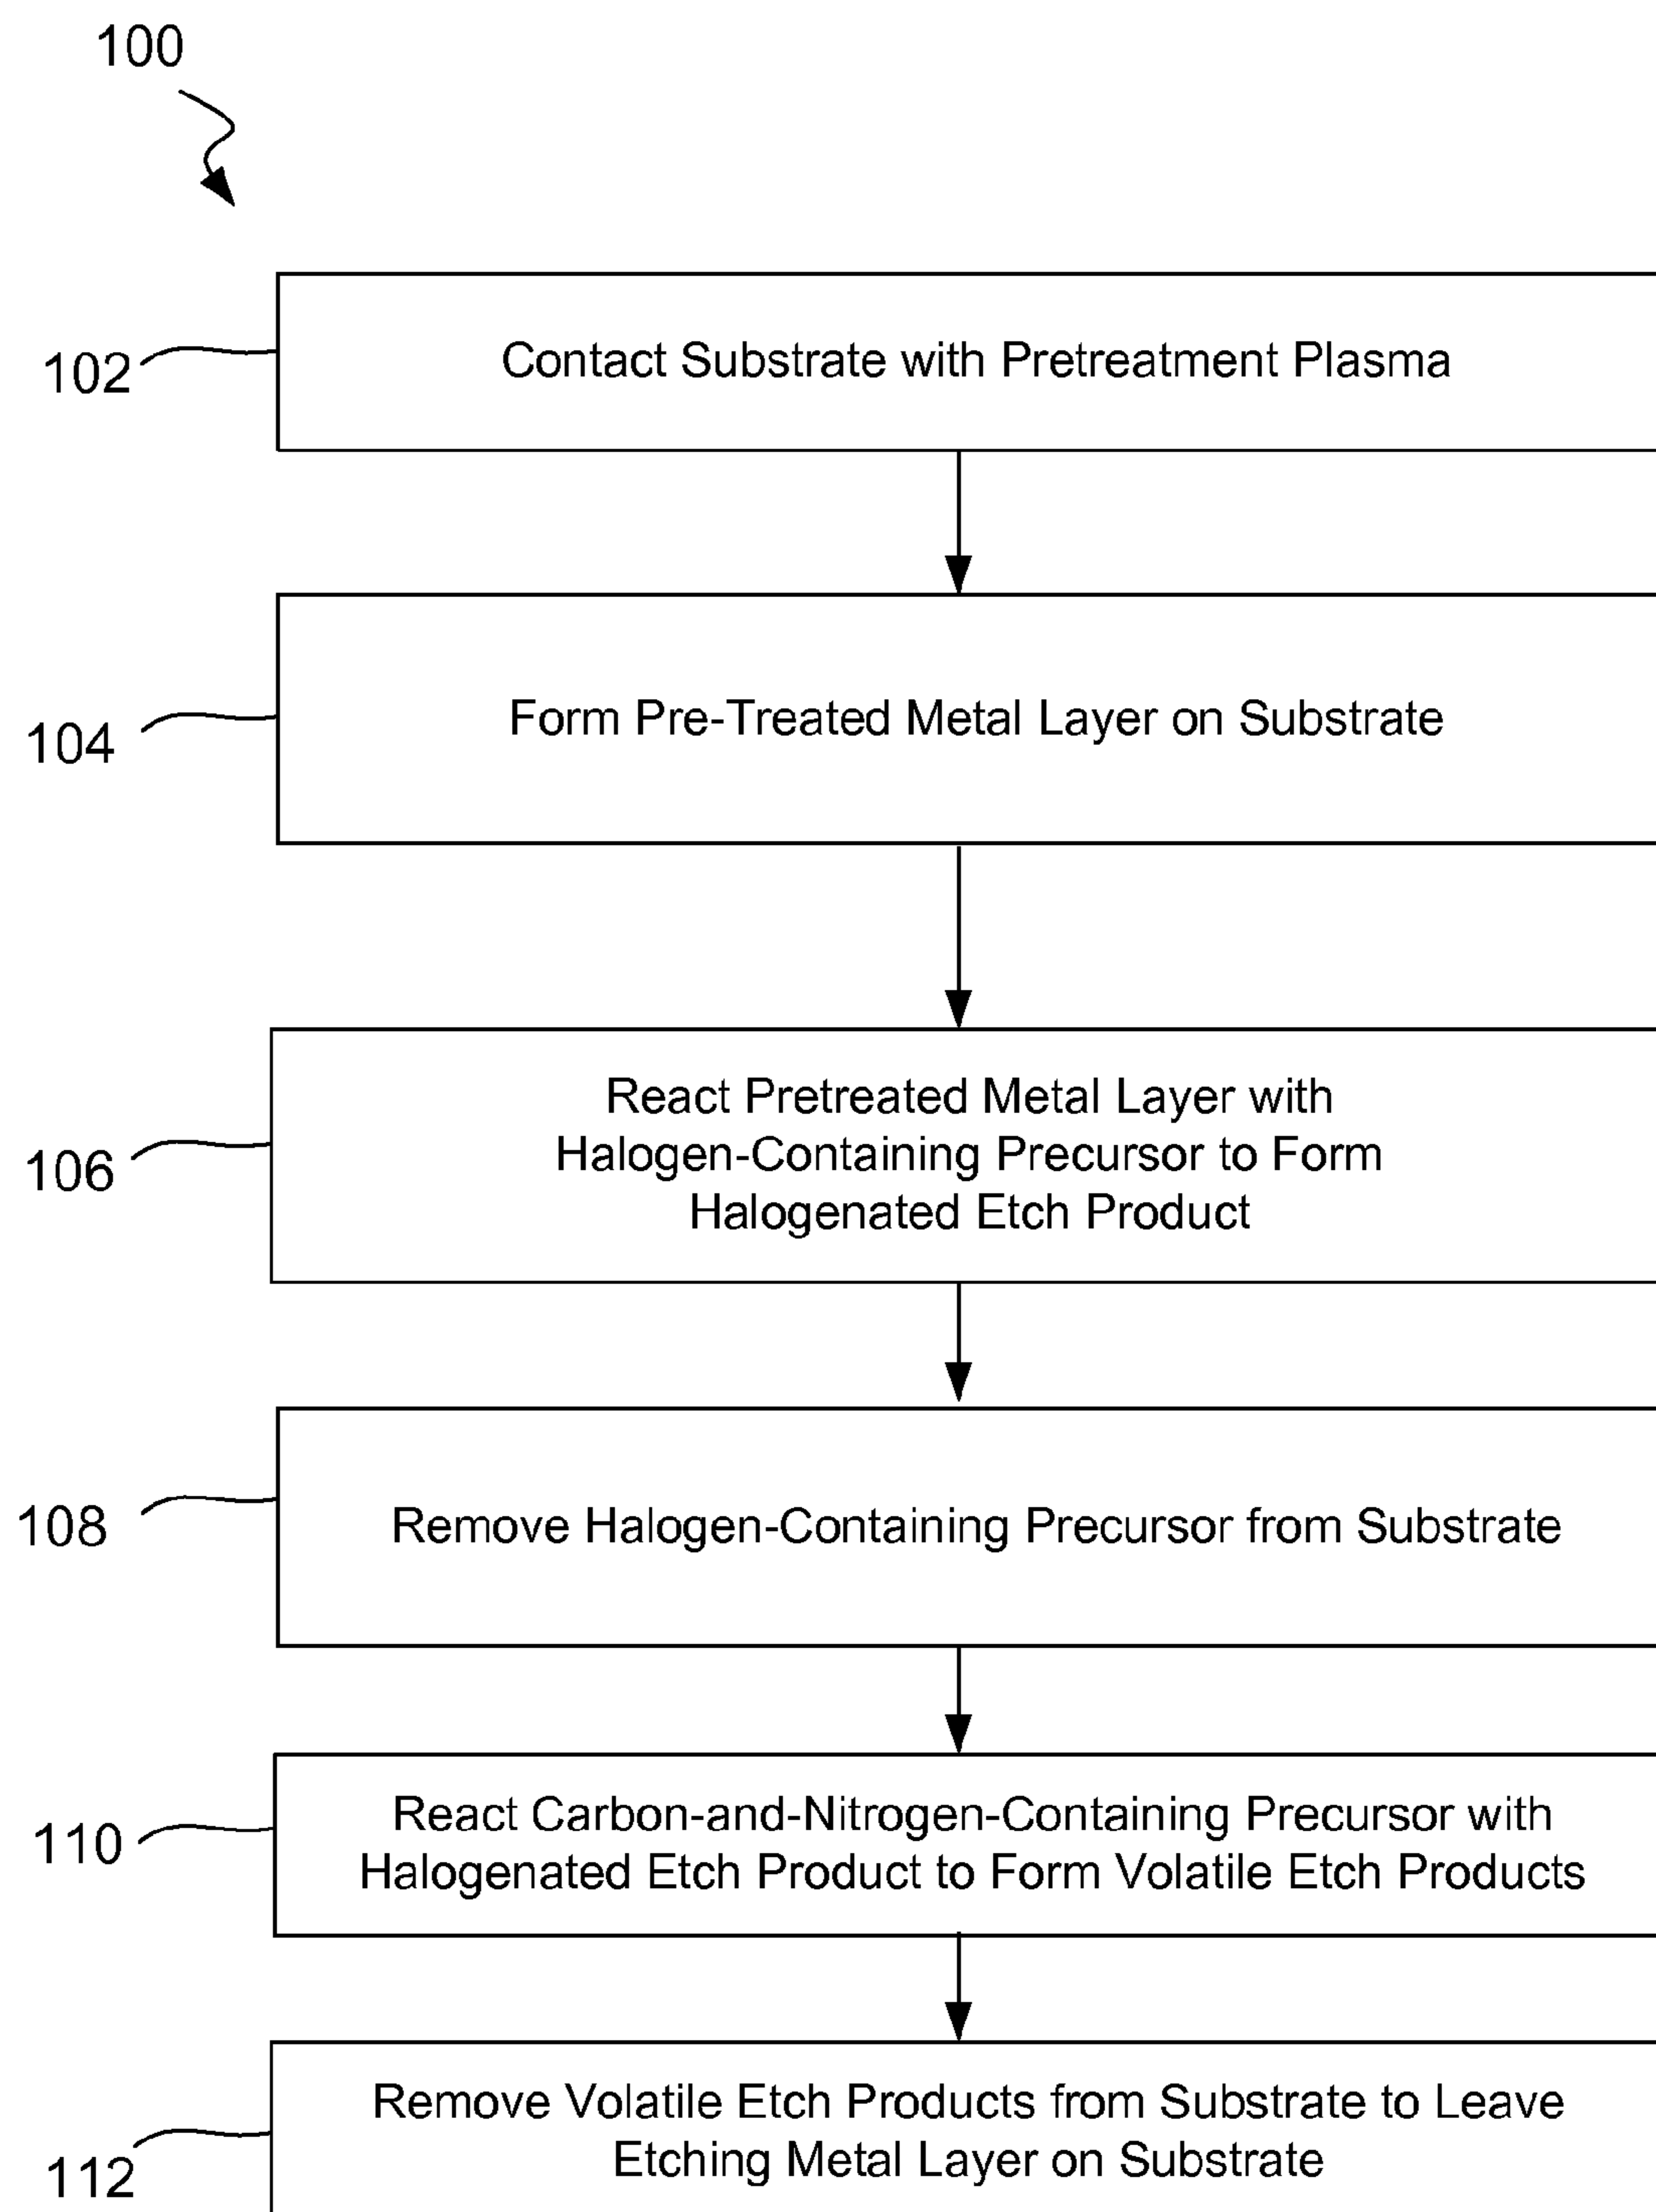 100
102
Contact Substrate with Pretreatment Plasma
104
Form Pre-Treated Metal Layer on Substrate
106
React Pretreated Metal Layer with
Halogen-Containing Precursor to Form
Halogenated Etch Product
108
Remove Halogen-Containing Precursor from Substrate
110
React Carbon-and-Nitrogen-Containing Precursor with
Halogenated Etch Product to Form Volatile Etch Products
112
Remove Volatile Etch Products from Substrate to Leave
Etching Metal Layer on Substrate